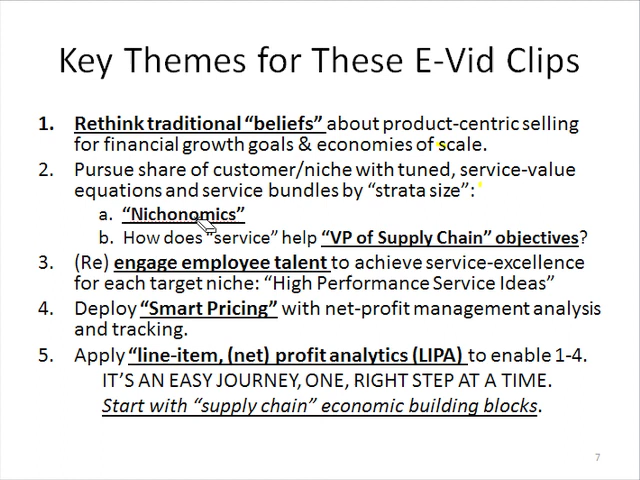 Key Themes for These E-Vid Clips
1. Rethink traditional “beliefs” about product-centric selling
for financial growth goals & economies of scale.
2. Pursue share of customer/niche with tuned, service-value
equations and service bundles by “strata size”:
a. “Nichonomics”
b. How does “service” help “VP of Supply Chain” objectives?
3. (Re) engage employee talent to achieve service-excellence
for each target niche: “High Performance Service Ideas”
4. Deploy “Smart Pricing” with net-profit management analysis
and tracking.
5. Apply “line-item, (net) profit analytics (LIPA) to enable 1-4.
IT’S AN EASY JOURNEY, ONE, RIGHT STEP AT A TIME.
Start with “supply chain” economic building blocks.
7